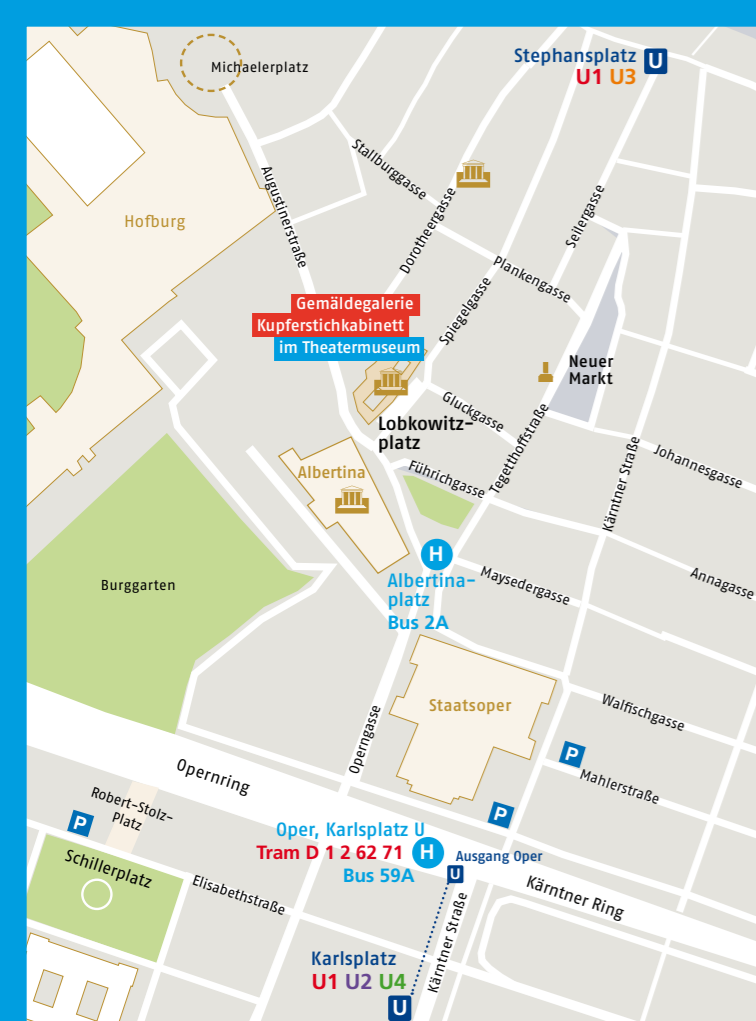 Michaelerplatz
Stephansplatz
U
U1 U3
Stallburggasse
Augustinerstraße
Dorotheergasse
Seilergasse
Hofburg
Plankengasse
Spiegelgasse
Gemäldegalerie
Kupferstichkabinett
im Theatermuseum
Neuer
Markt
Gluckgasse
Lobkowitz-
platz
Tegetthoffstraße
Kärntner Straße
Johannesgasse
Albertina
Führichgasse
H
Albertina-
platz
Bus 2A
Burggarten
Maysedergasse
Annagasse
Staatsoper
Walfischgasse
Operngasse
Opernring
P
Mahlerstraße
Robert-Stolz-
Platz
P
P
Oper, Karlsplatz U
Tram D 1 2 62 71
H
Bus 59A
Ausgang Oper
U
Schillerplatz
Elisabethstraße
Kärntner Ring
Kärntner Straße
Karlsplatz
U1 U2 U4
U